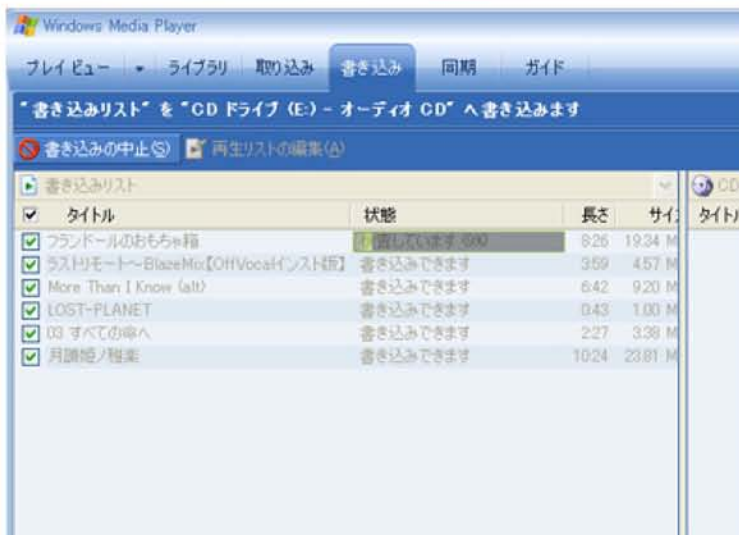 Windows Media Player
プレイ ビュー ライブラリ 取り込み 書き込み 同期 ガイド
"書き込みリスト" を "CD ドライブ (E:) - オーディオ CD" へ書き込みます
書き込みの中止(S) 再生リストの編集(A)
書き込みリスト CD
タイトル 状態 長さ サイ タイトル
フランドールのおもちゃ箱 査しています 8:26 19.34 M
ラストリモート~BlazeMix【OffVocalインスト版】 書き込みできます 3:59 4.57 M
More Than I Know (alt) 書き込みできます 6:42 9.20 M
LOST-PLANET 書き込みできます 0:43 1.00 M
03 すべての傘へ 書き込みできます 2:27 3.38 M
月 姫ノ雅楽 書き込みできます 10:24 23.81 M